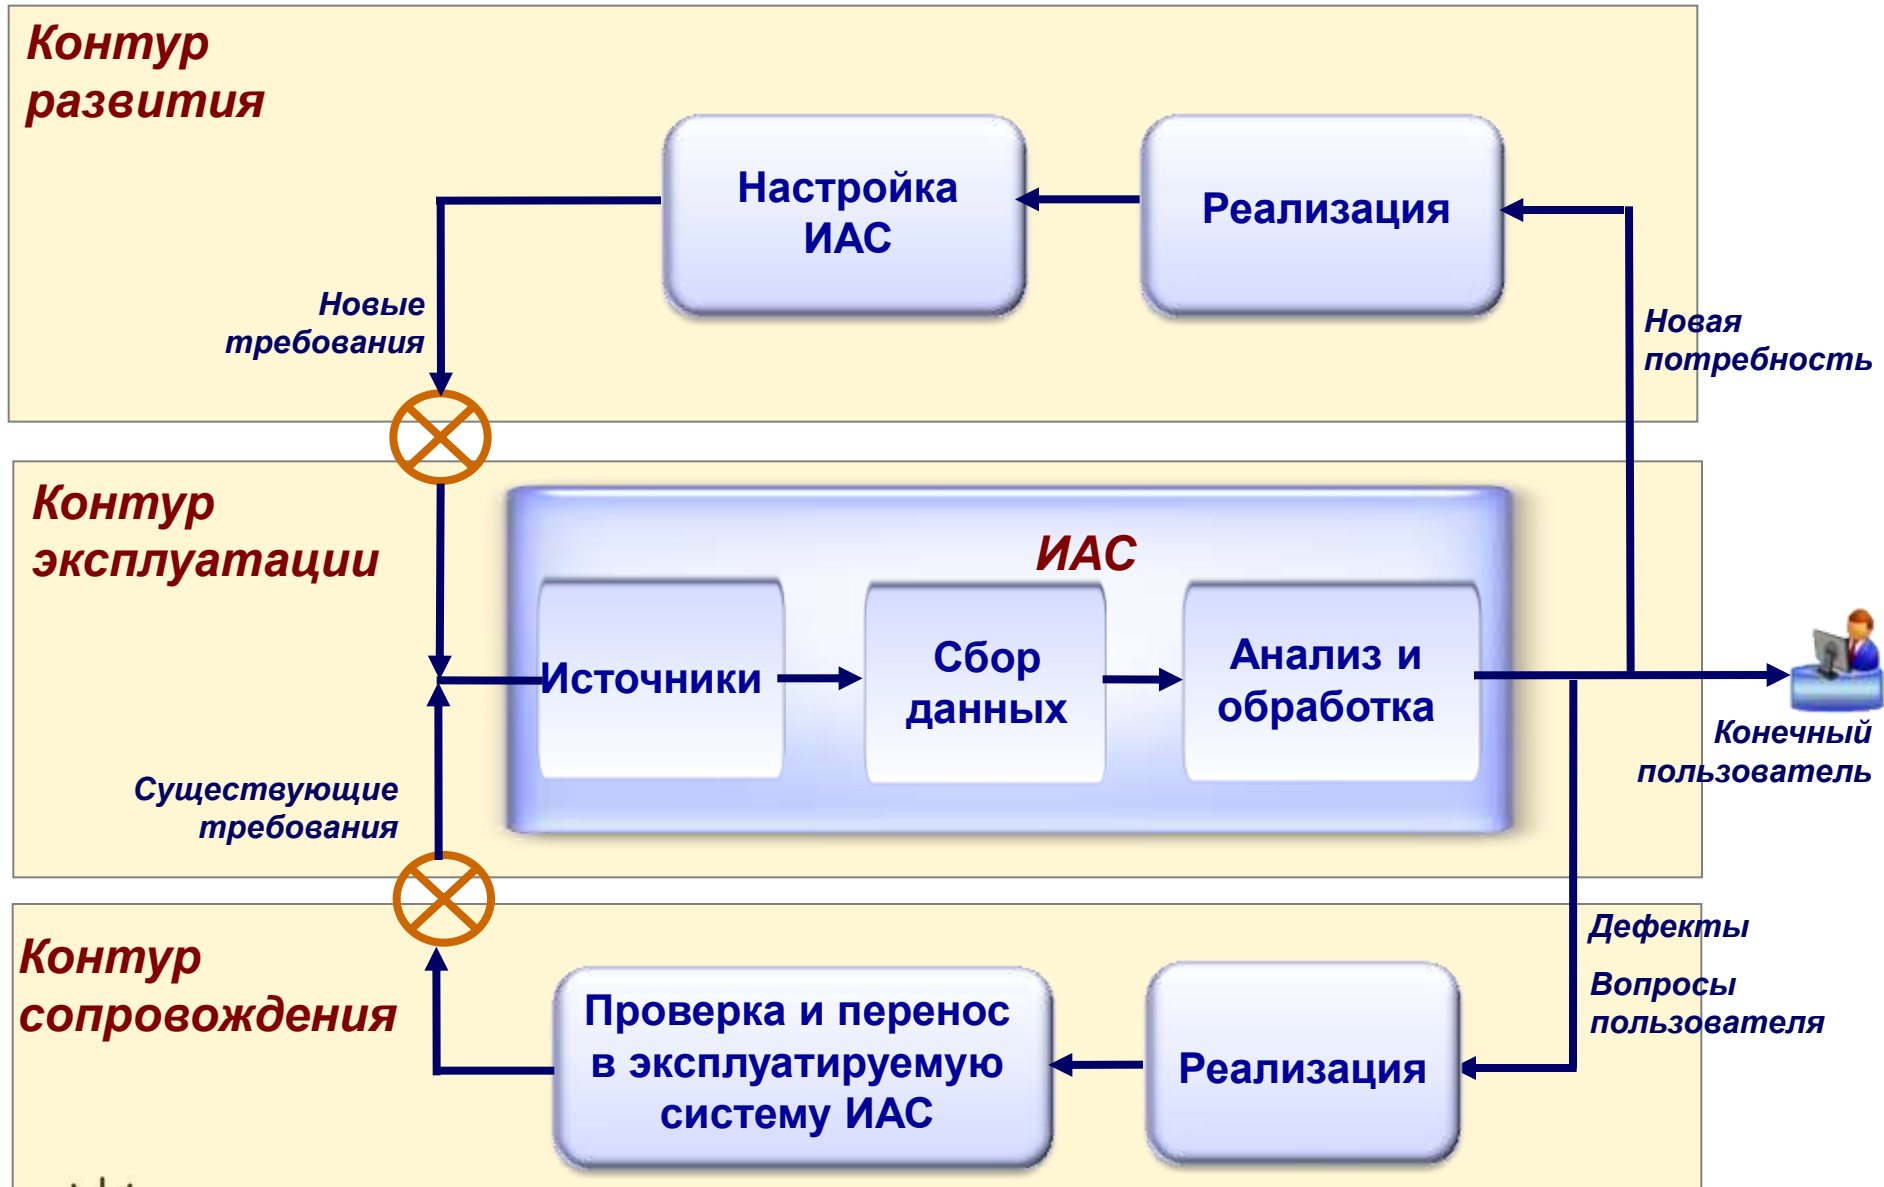 Контур
развития
Настройка
ИАС
Реализация
Новые
требования
Новая
потребность
Контур
эксплуатации
ИАС
Источники
Сбор
данных
Анализ и
обработка
Конечный
пользователь
Существующие
требования
Контур
сопровождения
Проверка и перенос
в эксплуатируемую
систему ИАС
Реализация
Дефекты
Вопросы
пользователя